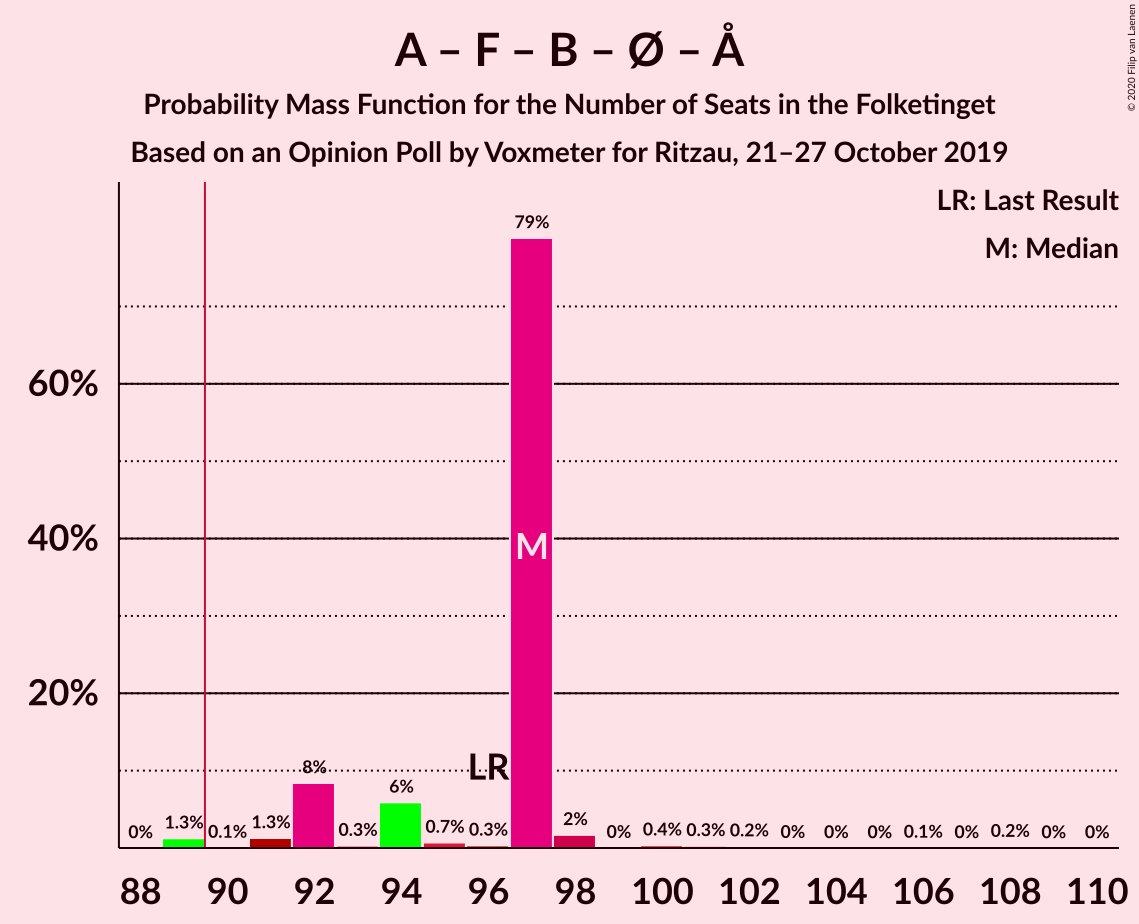 A – F – B – Ø – Å
Probability Mass Function for the Number of Seats in the Folketinget
Based on an Opinion Poll by Voxmeter for Ritzau, 21–27 October 2019
© 2020 Filip van Laenen
LR: Last Result
M: Median
79%
60%
40%
M
20%
LR
0% 1.3% 0.1% 1.3% 8% 0.3% 6% 0.7% 0.3% 2% 0% 0.4% 0.3% 0.2% 0% 0% 0% 0.1% 0% 0.2% 0% 0%
88 90 92 94 96 98 100 102 104 106 108 110